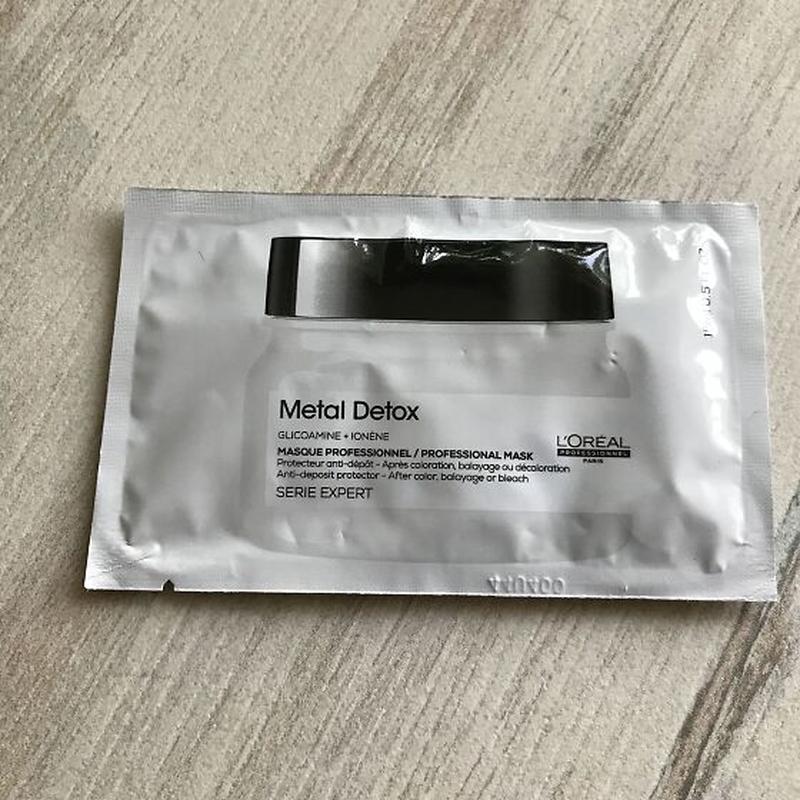 Metal Detox
GLICOAMINE + IONÈNE
MASQUE PROFESSIONNEL / PROFESSIONAL MASK
Protecteur anti-dépôt - Après coloration, balayage ou décoloration
Anti-deposit protector - After color, balayage or bleach
SERIE EXPERT
L'ORÉAL
PROFESSIONNEL
PARIS